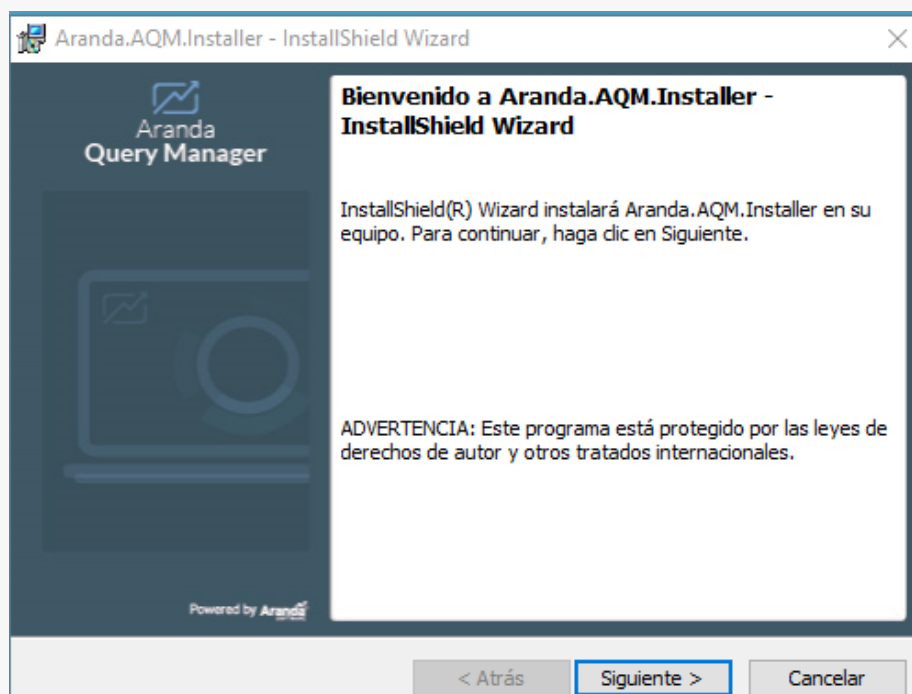 Aranda.AQM.Installer - InstallShield Wizard
Aranda
Query Manager
Bienvenido a Aranda.AQM.Installer -
InstallShield Wizard
InstallShield(R) Wizard instalará Aranda.AQM.Installer en su
equipo. Para continuar, haga clic en Siguiente.
ADVERTENCIA: Este programa está protegido por las leyes de
derechos de autor y otros tratados internacionales.
Powered by Aranda
< Atrás
Siguiente >
Cancelar